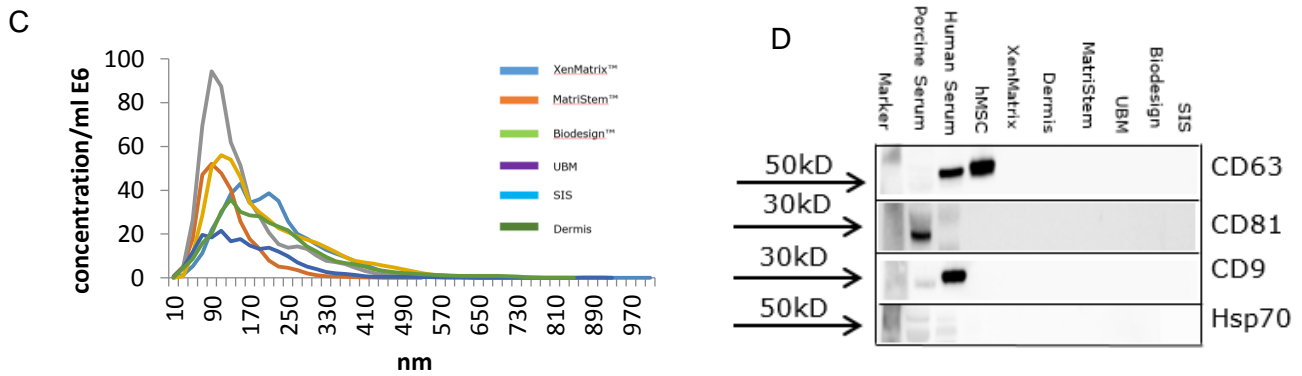 C
concentration/ml E6
100
80
60
40
20
0
10
90
170
250
330
410
490
570
650
730
810
890
970
nm
XenMatrix™
MatriStem™
Biodesign™
UBM
SIS
Dermis
D
Marker
Porcine Serum
Human Serum
hMSC
XenMatrix
Dermis
MatriStem
UBM
Biodesign
SIS
50kD
CD63
30kD
CD81
30kD
CD9
50kD
Hsp70